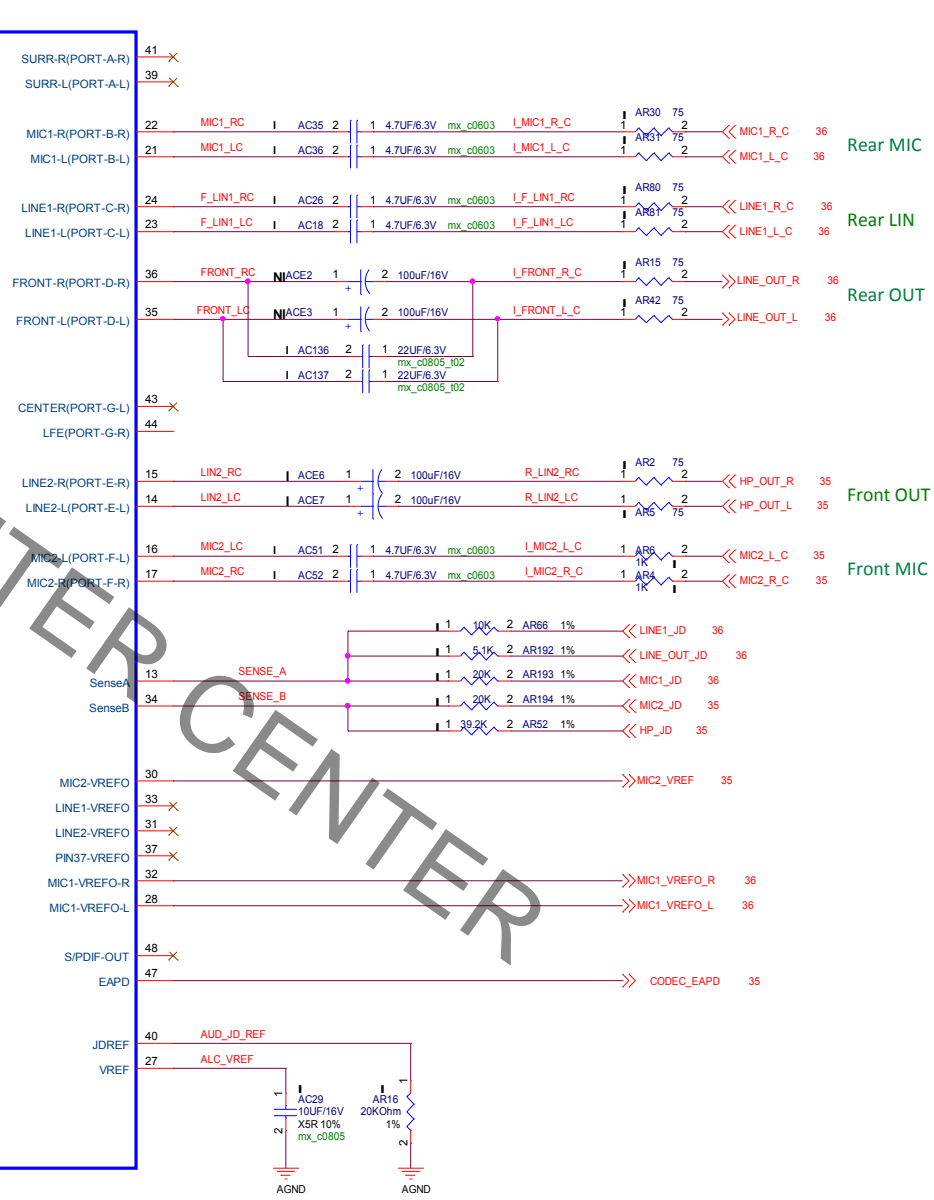 SURR-R(PORT-A-R) 41
SURR-L(PORT-A-L) 39
MIC1-R(PORT-B-R) 22 MIC1_RC I AC35 2 1 4.7UF/6.3V mx_c0603 I_MIC1_R_C I AR30 75 1 2 MIC1_R_C 36
MIC1-L(PORT-B-L) 21 MIC1_LC I AC36 2 1 4.7UF/6.3V mx_c0603 I_MIC1_L_C I AR31 75 1 2 MIC1_L_C 36
Rear MIC
LINE1-R(PORT-C-R) 24 F_LIN1_RC I AC26 2 1 4.7UF/6.3V mx_c0603 I_F_LIN1_RC I AR80 75 1 2 LINE1_R_C 36
LINE1-L(PORT-C-L) 23 F_LIN1_LC I AC18 2 1 4.7UF/6.3V mx_c0603 I_F_LIN1_LC I AR81 75 1 2 LINE1_L_C 36
Rear LIN
FRONT-R(PORT-D-R) 36 FRONT_RC NI ACE2 1 + 2 100uF/16V I_FRONT_R_C I AR15 75 1 2 LINE_OUT_R 36
Rear OUT
FRONT-L(PORT-D-L) 35 FRONT_LC NI ACE3 1 + 2 100uF/16V I_FRONT_L_C I AR42 75 1 2 LINE_OUT_L 36
I AC136 2 1 22UF/6.3V
mx_c0805_t02
I AC137 2 1 22UF/6.3V
mx_c0805_t02
CENTER(PORT-G-L) 43
LFE(PORT-G-R) 44
LINE2-R(PORT-E-R) 15 LIN2_RC I ACE6 1 + 2 100uF/16V R_LIN2_RC I AR2 75 1 2 HP_OUT_R 35
LINE2-L(PORT-E-L) 14 LIN2_LC I ACE7 1 + 2 100uF/16V R_LIN2_LC 1 2 I AR5 75 HP_OUT_L 35
Front OUT
MIC2-L(PORT-F-L) 16 MIC2_LC I AC51 2 1 4.7UF/6.3V mx_c0603 I_MIC2_L_C 1 AR6 2 1K I MIC2_L_C 35
MIC2-R(PORT-F-R) 17 MIC2_RC I AC52 2 1 4.7UF/6.3V mx_c0603 I_MIC2_R_C 1 AR4 2 1K I MIC2_R_C 35
Front MIC
I 1 10K 2 AR66 1% LINE1_JD 36
I 1 5.1K 2 AR192 1% LINE_OUT_JD 36
SenseA 13 SENSE_A I 1 20K 2 AR193 1% MIC1_JD 36
SenseB 34 SENSE_B I 1 20K 2 AR194 1% MIC2_JD 35
I 1 39.2K 2 AR52 1% HP_JD 35
MIC2-VREFO 30 MIC2_VREF 35
LINE1-VREFO 33
LINE2-VREFO 31
PIN37-VREFO 37
MIC1-VREFO-R 32 MIC1_VREFO_R 36
MIC1-VREFO-L 28 MIC1_VREFO_L 36
S/PDIF-OUT 48
EAPD 47 CODEC_EAPD 35
JDREF 40 AUD_JD_REF
VREF 27 ALC_VREF
1 2 I AC29
10UF/16V
X5R 10%
mx_c0805
AGND
I AR16 1 2
20KOhm
1%
AGND
TER CENTER